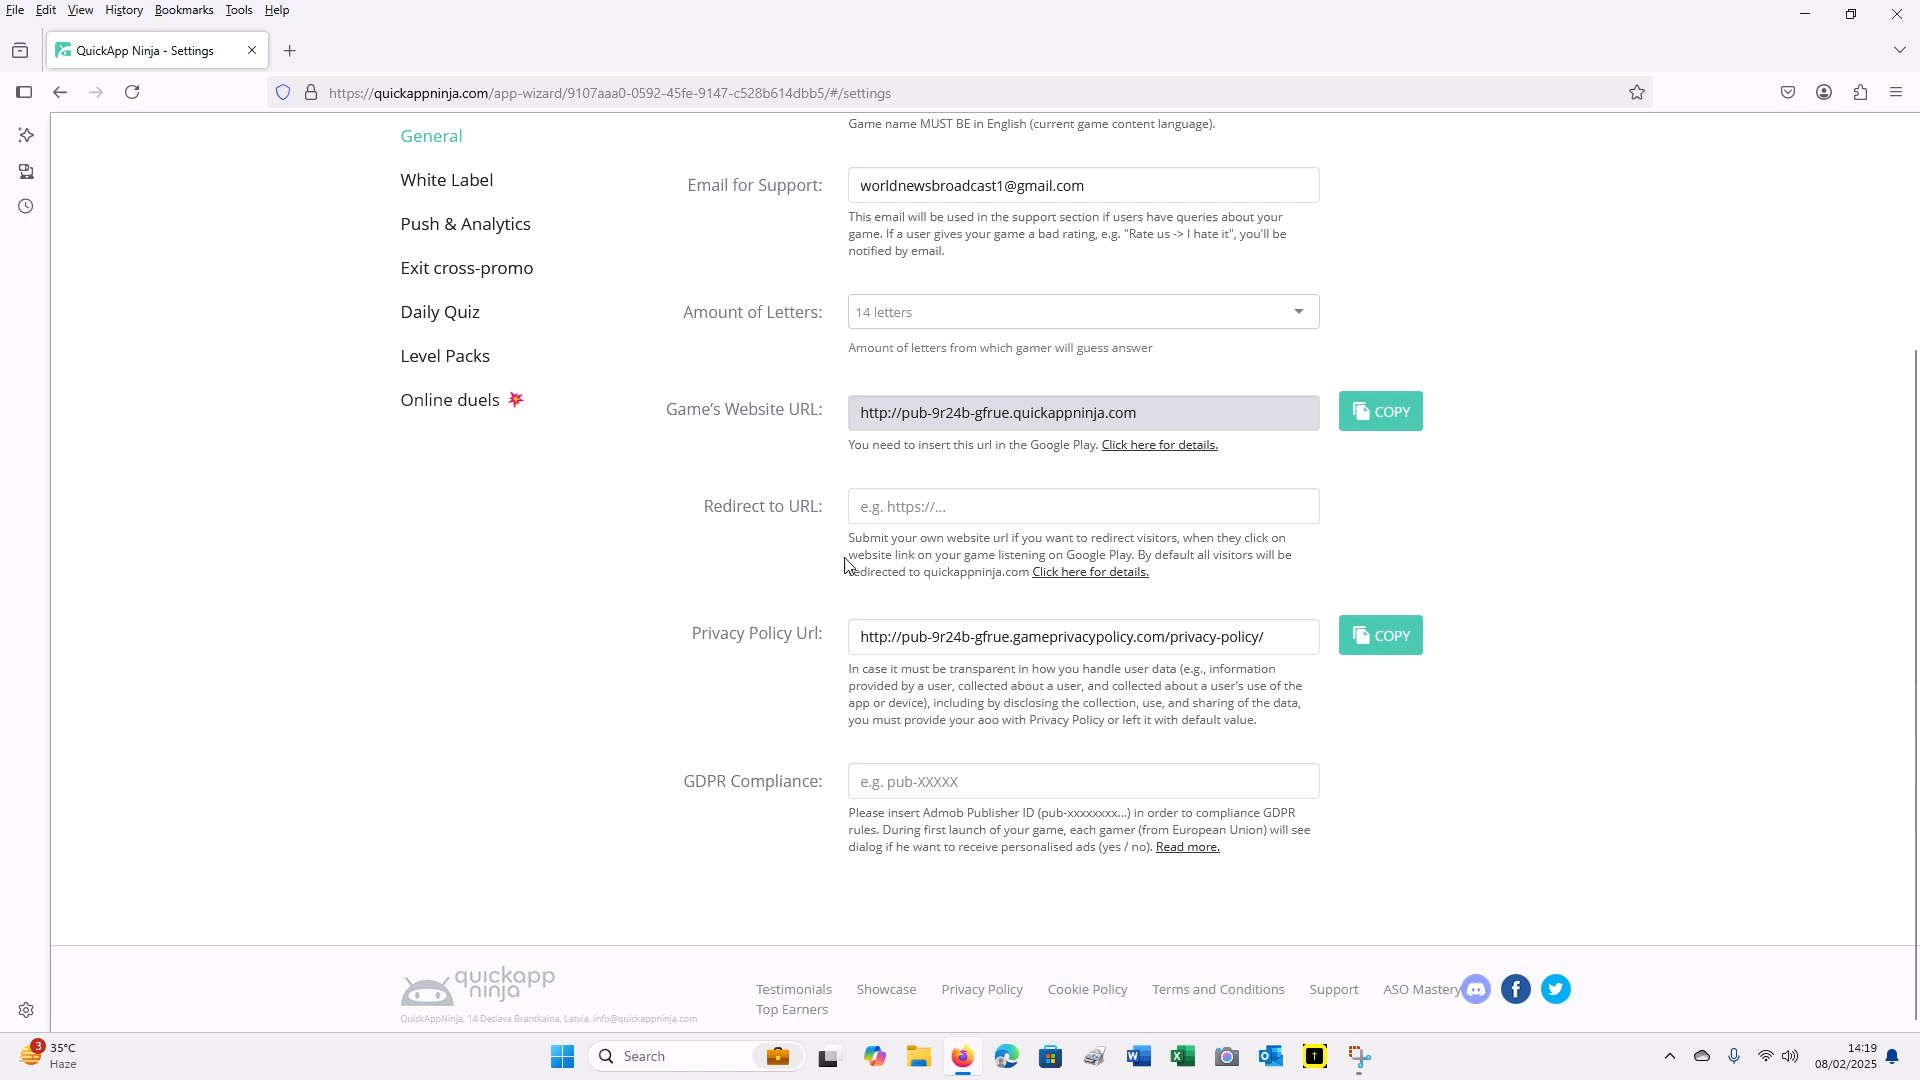 File Edit View History Bookmarks Tools Help
QuickApp Ninja - Settings
https://quickappninja.com/app-wizard/9107aaa0-0592-45fe-9147-c528b614dbb5/#/settings
General
White Label
Push & Analytics
Exit cross-promo
Daily Quiz
Level Packs
Online duels
Game name MUST BE in English (current game content language).
Email for Support:
worldnewsbroadcast1@gmail.com
This email will be used in the support section if users have queries about your
game. If a user gives your game a bad rating, e.g. "Rate us -> I hate it", you'll be
notified by email.
Amount of Letters:
14 letters
Amount of letters from which gamer will guess answer
Game's Website URL:
http://pub-9r24b-gfrue.quickappninja.com
COPY
You need to insert this url in the Google Play. Click here for details.
Redirect to URL:
e.g. https://...
Submit your own website url if you want to redirect visitors, when they click on
website link on your game listing on Google Play. By default all visitors will be
redirected to quickappninja.com Click here for details.
Privacy Policy Url:
http://pub-9r24b-gfrue.gameprivacypolicy.com/privacy-policy/
COPY
In case it must be transparent in how you handle user data (e.g., information
provided by a user, collected about a user, and collected about a user's use of the
app or device), including by disclosing the collection, use, and sharing of the data,
you must provide your aoo with Privacy Policy or left it with default value.
GDPR Compliance:
e.g. pub-XXXXX
Please insert Admob Publisher ID (pub-xxxxxxxx...) in order to compliance GDPR
rules. During first launch of your game, each gamer (from European Union) will see
dialog if he want to receive personalised ads (yes / no). Read more.
quickapp
ninja
QuickAppNinja, 14 Detlava Brantkalna, Latvia. info@quickappninja.com
Testimonials Showcase Privacy Policy Cookie Policy Terms and Conditions Support ASO Mastery
Top Earners
3
35°C
Haze
Search
14:19
08/02/2025